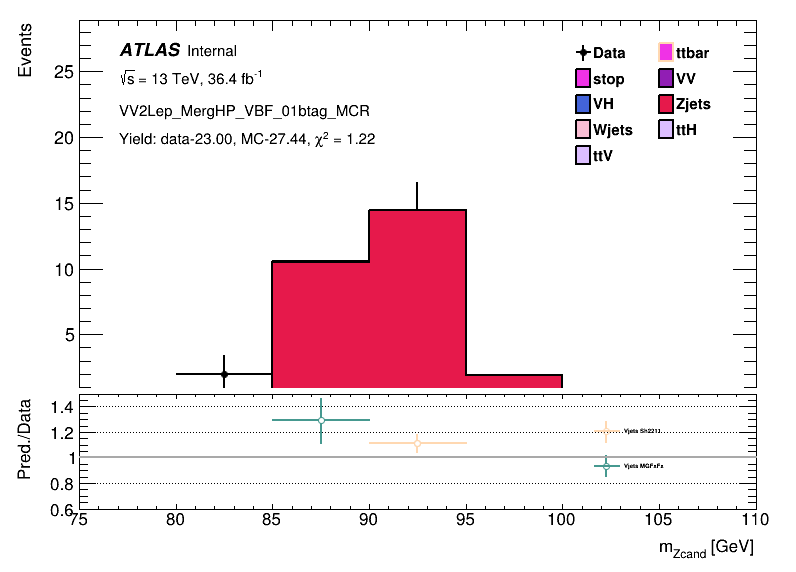 Events
25
20
15
10
5
ATLAS Internal
√s = 13 TeV, 36.4 fb⁻¹
VV2Lep_MergHP_VBF_01btag_MCR
Yield: data-23.00, MC-27.44, χ² = 1.22
Data
ttbar
stop
VV
VH
Zjets
Wjets
ttH
ttV
Pred./Data
1.4
1.2
1
0.8
0.6
Vjets Sh2211
Vjets MGFxFx
75 80 85 90 95 100 105 110
m_Zcand [GeV]